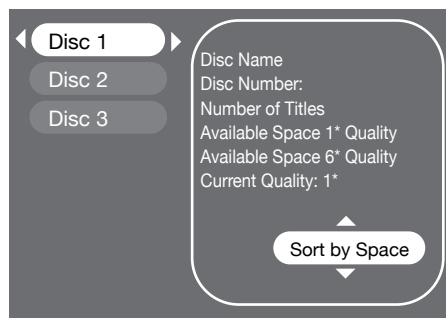 Disc 1
Disc 2
Disc 3
Disc Name
Disc Number:
Number of Titles
Available Space 1* Quality
Available Space 6* Quality
Current Quality: 1*
Sort by Space